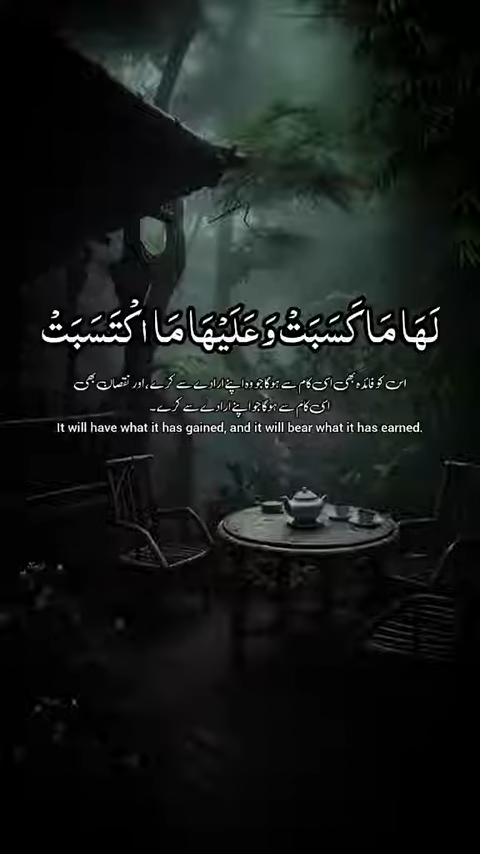 لَهَا مَا كَسَبَتْ وَعَلَيْهَا مَا اكْتَسَبَتْ
اس کو فائدہ بھی اسی کام سے ہوگا جو وہ اپنے ارادے سے کرے، اور نقصان بھی
اسی کام سے ہوگا جو اپنے ارادے سے کرے۔
It will have what it has gained, and it will bear what it has earned.